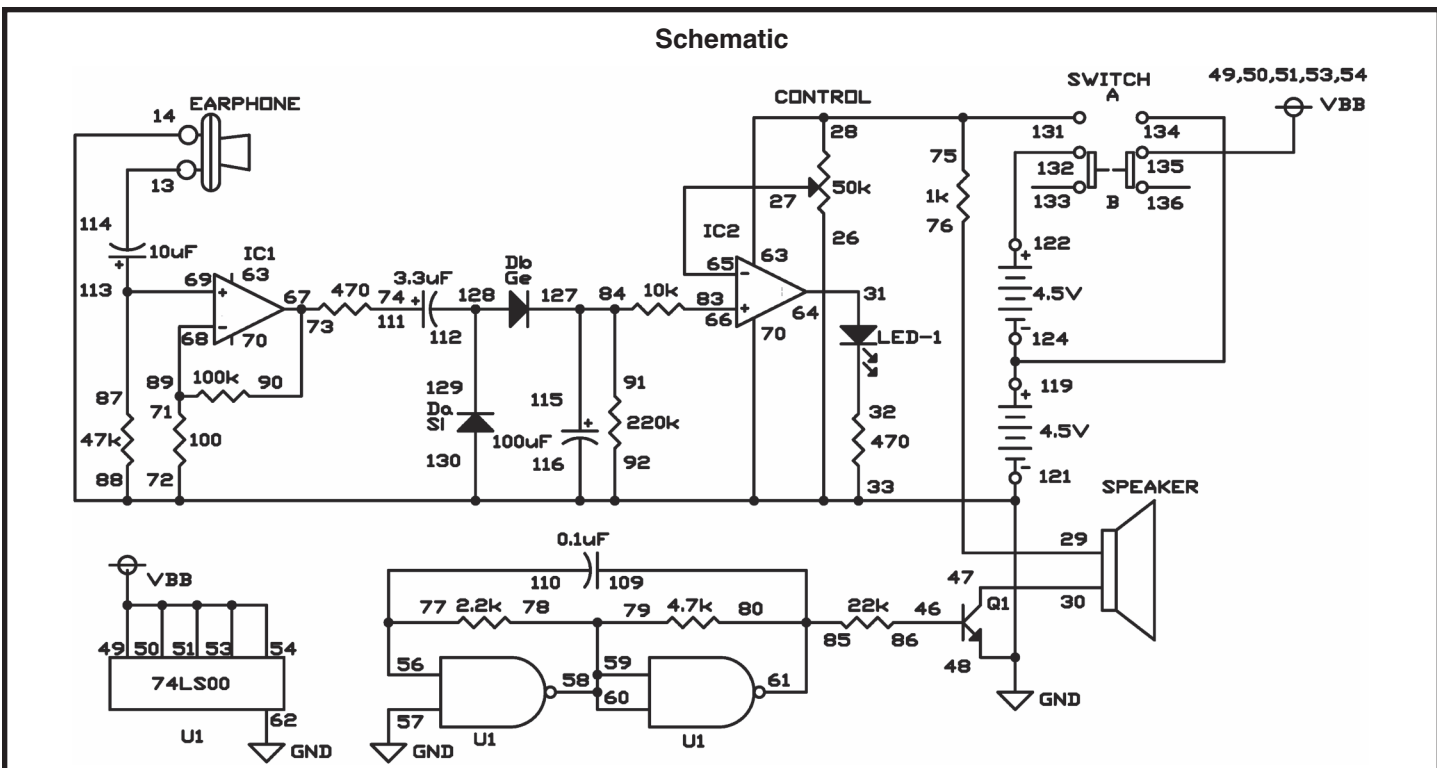 Schematic
49,50,51,53,54
SWITCH
A
VBB
CONTROL
EARPHONE
14
13
131
134
28
132
135
133
B
136
75
1k
76
27
50k
26
114
10uF
+
IC1
63
113
69
+
67
470
74
73
111
3.3uF
+
112
128
Db
Ge
127
84
10k
83
66
IC2
65
-
63
+
64
70
31
LED-1
122
+
4.5V
-
124
68
-
70
89
100k
90
87
71
47k
100
88
72
129
Da
SI
130
115
+
100uF
116
91
220k
92
32
470
33
119
+
4.5V
-
121
SPEAKER
29
30
0.1uF
110
109
VBB
77
2.2k
78
79
4.7k
80
22k
85
86
46
47
Q1
48
49
50
51
53
54
74LS00
62
U1
GND
56
57
58
59
60
61
U1
U1
GND
GND